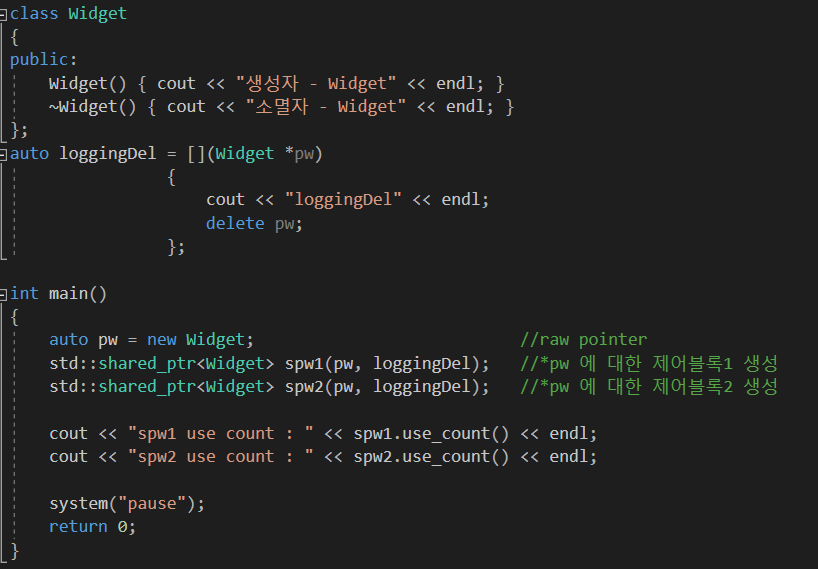 class Widget
{
public:
    Widget() { cout << "생성자 - Widget" << endl; }
    ~Widget() { cout << "소멸자 - Widget" << endl; }
};
auto loggingDel = [](Widget *pw)
                {
                    cout << "loggingDel" << endl;
                    delete pw;
                };
int main()
{
    auto pw = new Widget;                           //raw pointer
    std::shared_ptr<Widget> spw1(pw, loggingDel);   //*pw 에 대한 제어블록1 생성
    std::shared_ptr<Widget> spw2(pw, loggingDel);   //*pw 에 대한 제어블록2 생성
    cout << "spw1 use count : " << spw1.use_count() << endl;
    cout << "spw2 use count : " << spw2.use_count() << endl;
    system("pause");
    return 0;
}